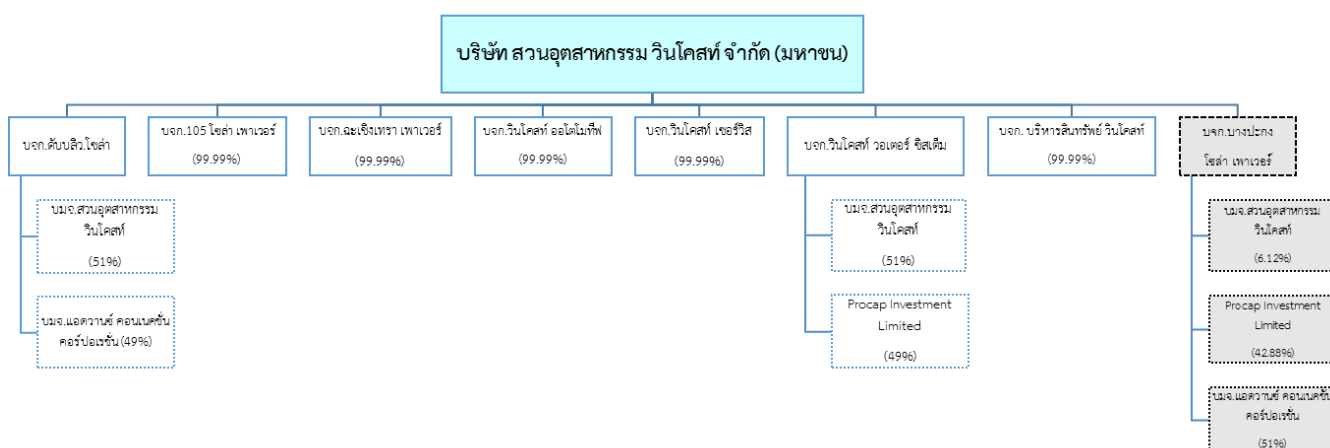 บริษัท สวนอุตสาหกรรม วินโคสท์ จำกัด (มหาชน)
บจก.ดับบลิว.โซล่า
บจก.105 โซล่า เพาเวอร์
(99.99%)
บจก.ฉะเชิงเทรา เพาเวอร์
(99.99%)
บจก.วินโคสท์ ออโตโมทีฟ
(99.99%)
บจก.วินโคสท์ เซอร์วิส
(99.99%)
บจก.วินโคสท์ วอเตอร์ ซิสเต็ม
บจก. บริหารสินทรัพย์ วินโคสท์
(99.99%)
บจก.บางปะกง
โซล่า เพาเวอร์
บมจ.สวนอุตสาหกรรม
วินโคสท์
(51%)
บมจ.แอดวานซ์ คอนเนคชั่น
คอร์ปอเรชั่น (49%)
บมจ.สวนอุตสาหกรรม
วินโคสท์
(51%)
Procap Investment
Limited
(49%)
บมจ.สวนอุตสาหกรรม
วินโคสท์
(6.12%)
Procap Investment
Limited
(42.88%)
บมจ.แอดวานซ์ คอนเนคชั่น
คอร์ปอเรชั่น
(51%)